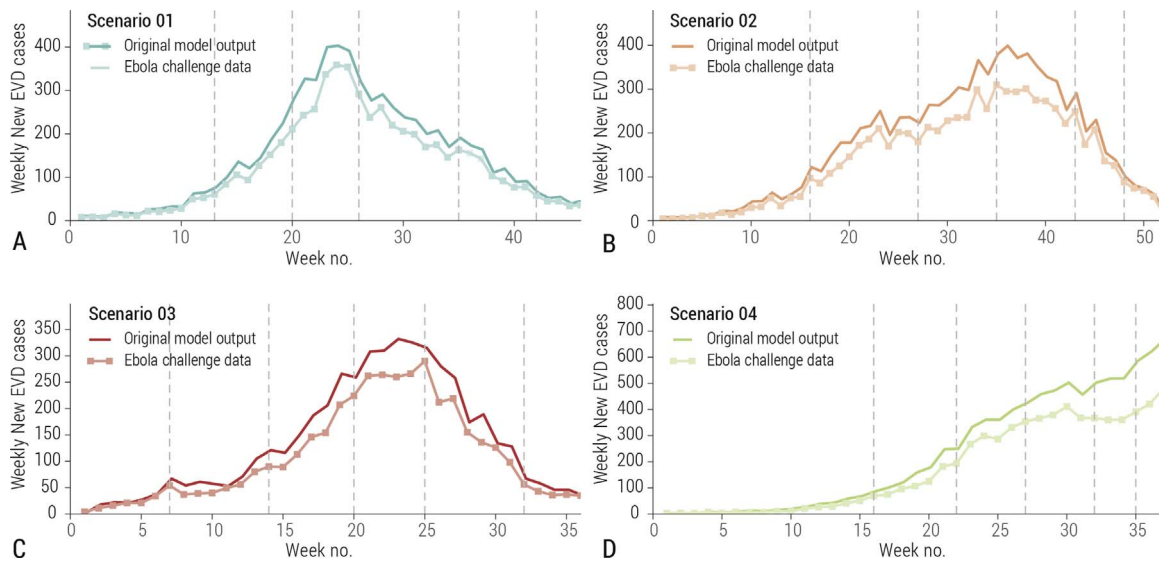 Scenario 01
Original model output
Ebola challenge data
Weekly New EVD cases
400
300
200
100
0
0 10 20 30 40
Week no.
A
Scenario 02
Original model output
Ebola challenge data
Weekly New EVD cases
400
300
200
100
0
0 10 20 30 40 50
Week no.
B
Scenario 03
Original model output
Ebola challenge data
Weekly New EVD cases
350
300
250
200
150
100
50
0
0 5 10 15 20 25 30 35
Week no.
C
Scenario 04
Original model output
Ebola challenge data
Weekly New EVD cases
800
700
600
500
400
300
200
100
0
0 5 10 15 20 25 30 35
Week no.
D